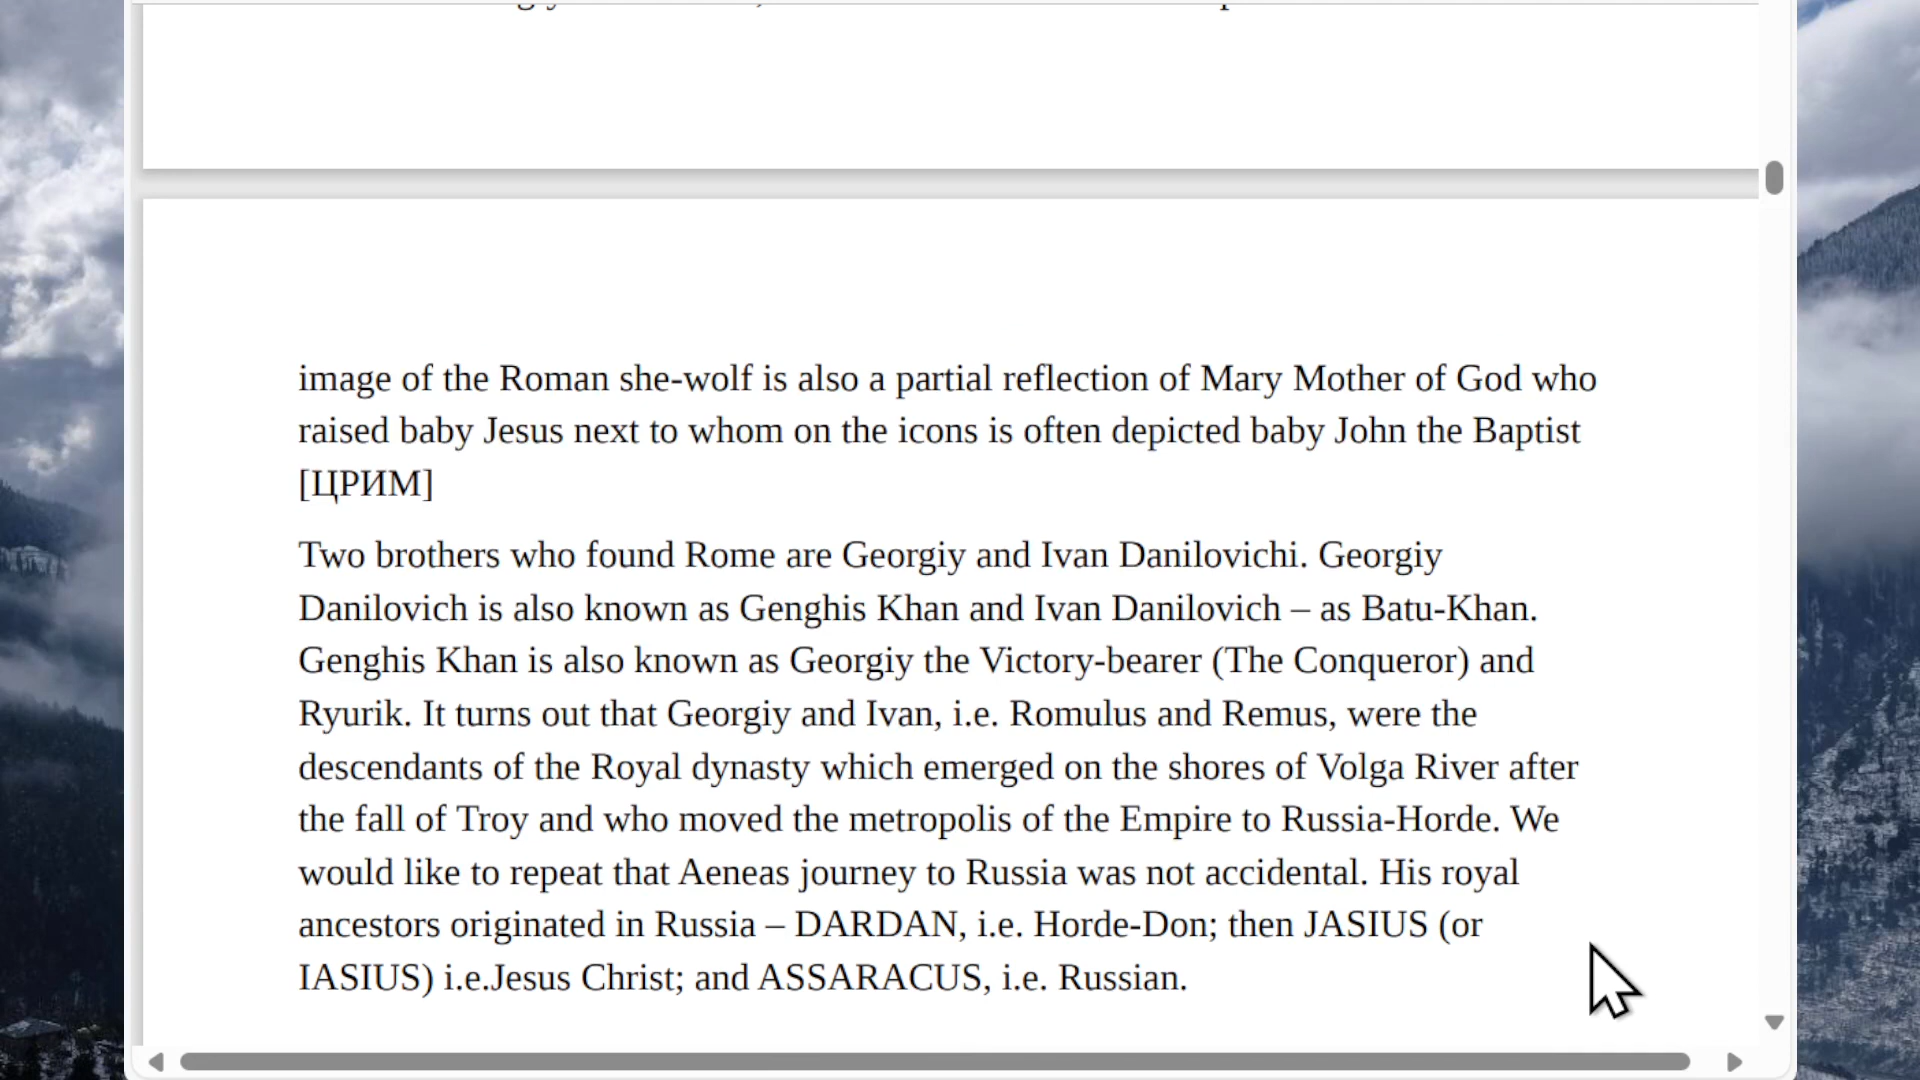 image of the Roman she-wolf is also a partial reflection of Mary Mother of God who
raised baby Jesus next to whom on the icons is often depicted baby John the Baptist
[ЦРИМ]
Two brothers who found Rome are Georgiy and Ivan Danilovichi. Georgiy
Danilovich is also known as Genghis Khan and Ivan Danilovich – as Batu-Khan.
Genghis Khan is also known as Georgiy the Victory-bearer (The Conqueror) and
Ryurik. It turns out that Georgiy and Ivan, i.e. Romulus and Remus, were the
descendants of the Royal dynasty which emerged on the shores of Volga River after
the fall of Troy and who moved the metropolis of the Empire to Russia-Horde. We
would like to repeat that Aeneas journey to Russia was not accidental. His royal
ancestors originated in Russia – DARDAN, i.e. Horde-Don; then JASIUS (or
IASIUS) i.e.Jesus Christ; and ASSARACUS, i.e. Russian.